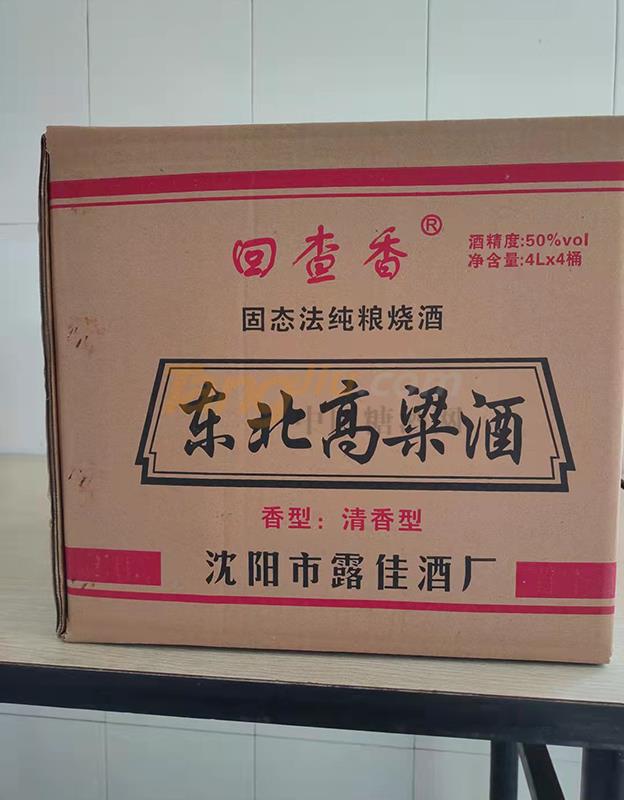 回查香®
酒精度:50%vol
净含量:4Lx4桶
固态法纯粮烧酒
东北高粱酒
香型：清香型
沈阳市露佳酒厂